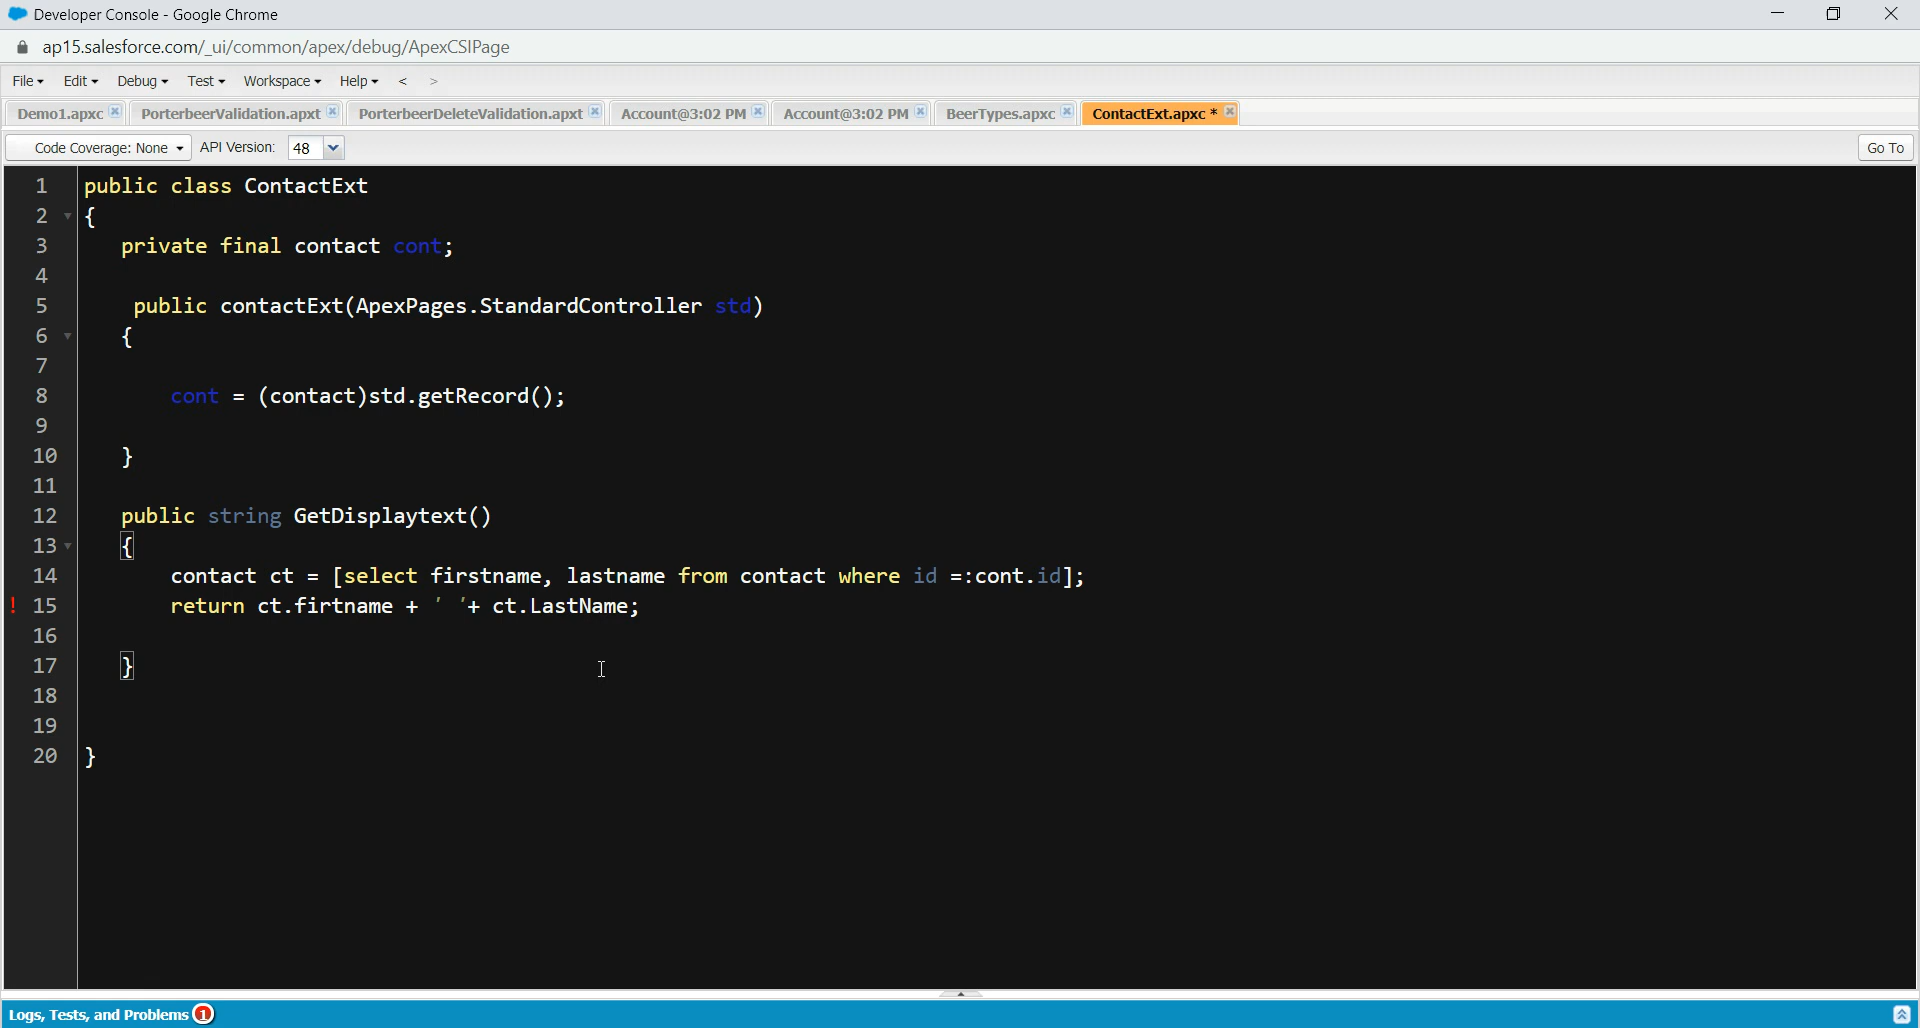 Developer Console - Google Chrome
ap15.salesforce.com/_ui/common/apex/debug/ApexCSIPage
File Edit Debug Test Workspace Help < >
Demo1.apxc PorterbeerValidation.apxt PorterbeerDeleteValidation.apxt Account@3:02 PM Account@3:02 PM BeerTypes.apxc ContactExt.apxc *
Code Coverage: None API Version: 48 Go To
1 public class ContactExt
2 {
3 private final contact cont;
4
5 public contactExt(ApexPages.StandardController std)
6 {
7
8 cont = (contact)std.getRecord();
9
10 }
11
12 public string GetDisplaytext()
13 {
14 contact ct = [select firstname, lastname from contact where id =:cont.id];
! 15 return ct.firtname + ' '+ ct.LastName;
16
17 }
18
19
20 }
Logs, Tests, and Problems 1